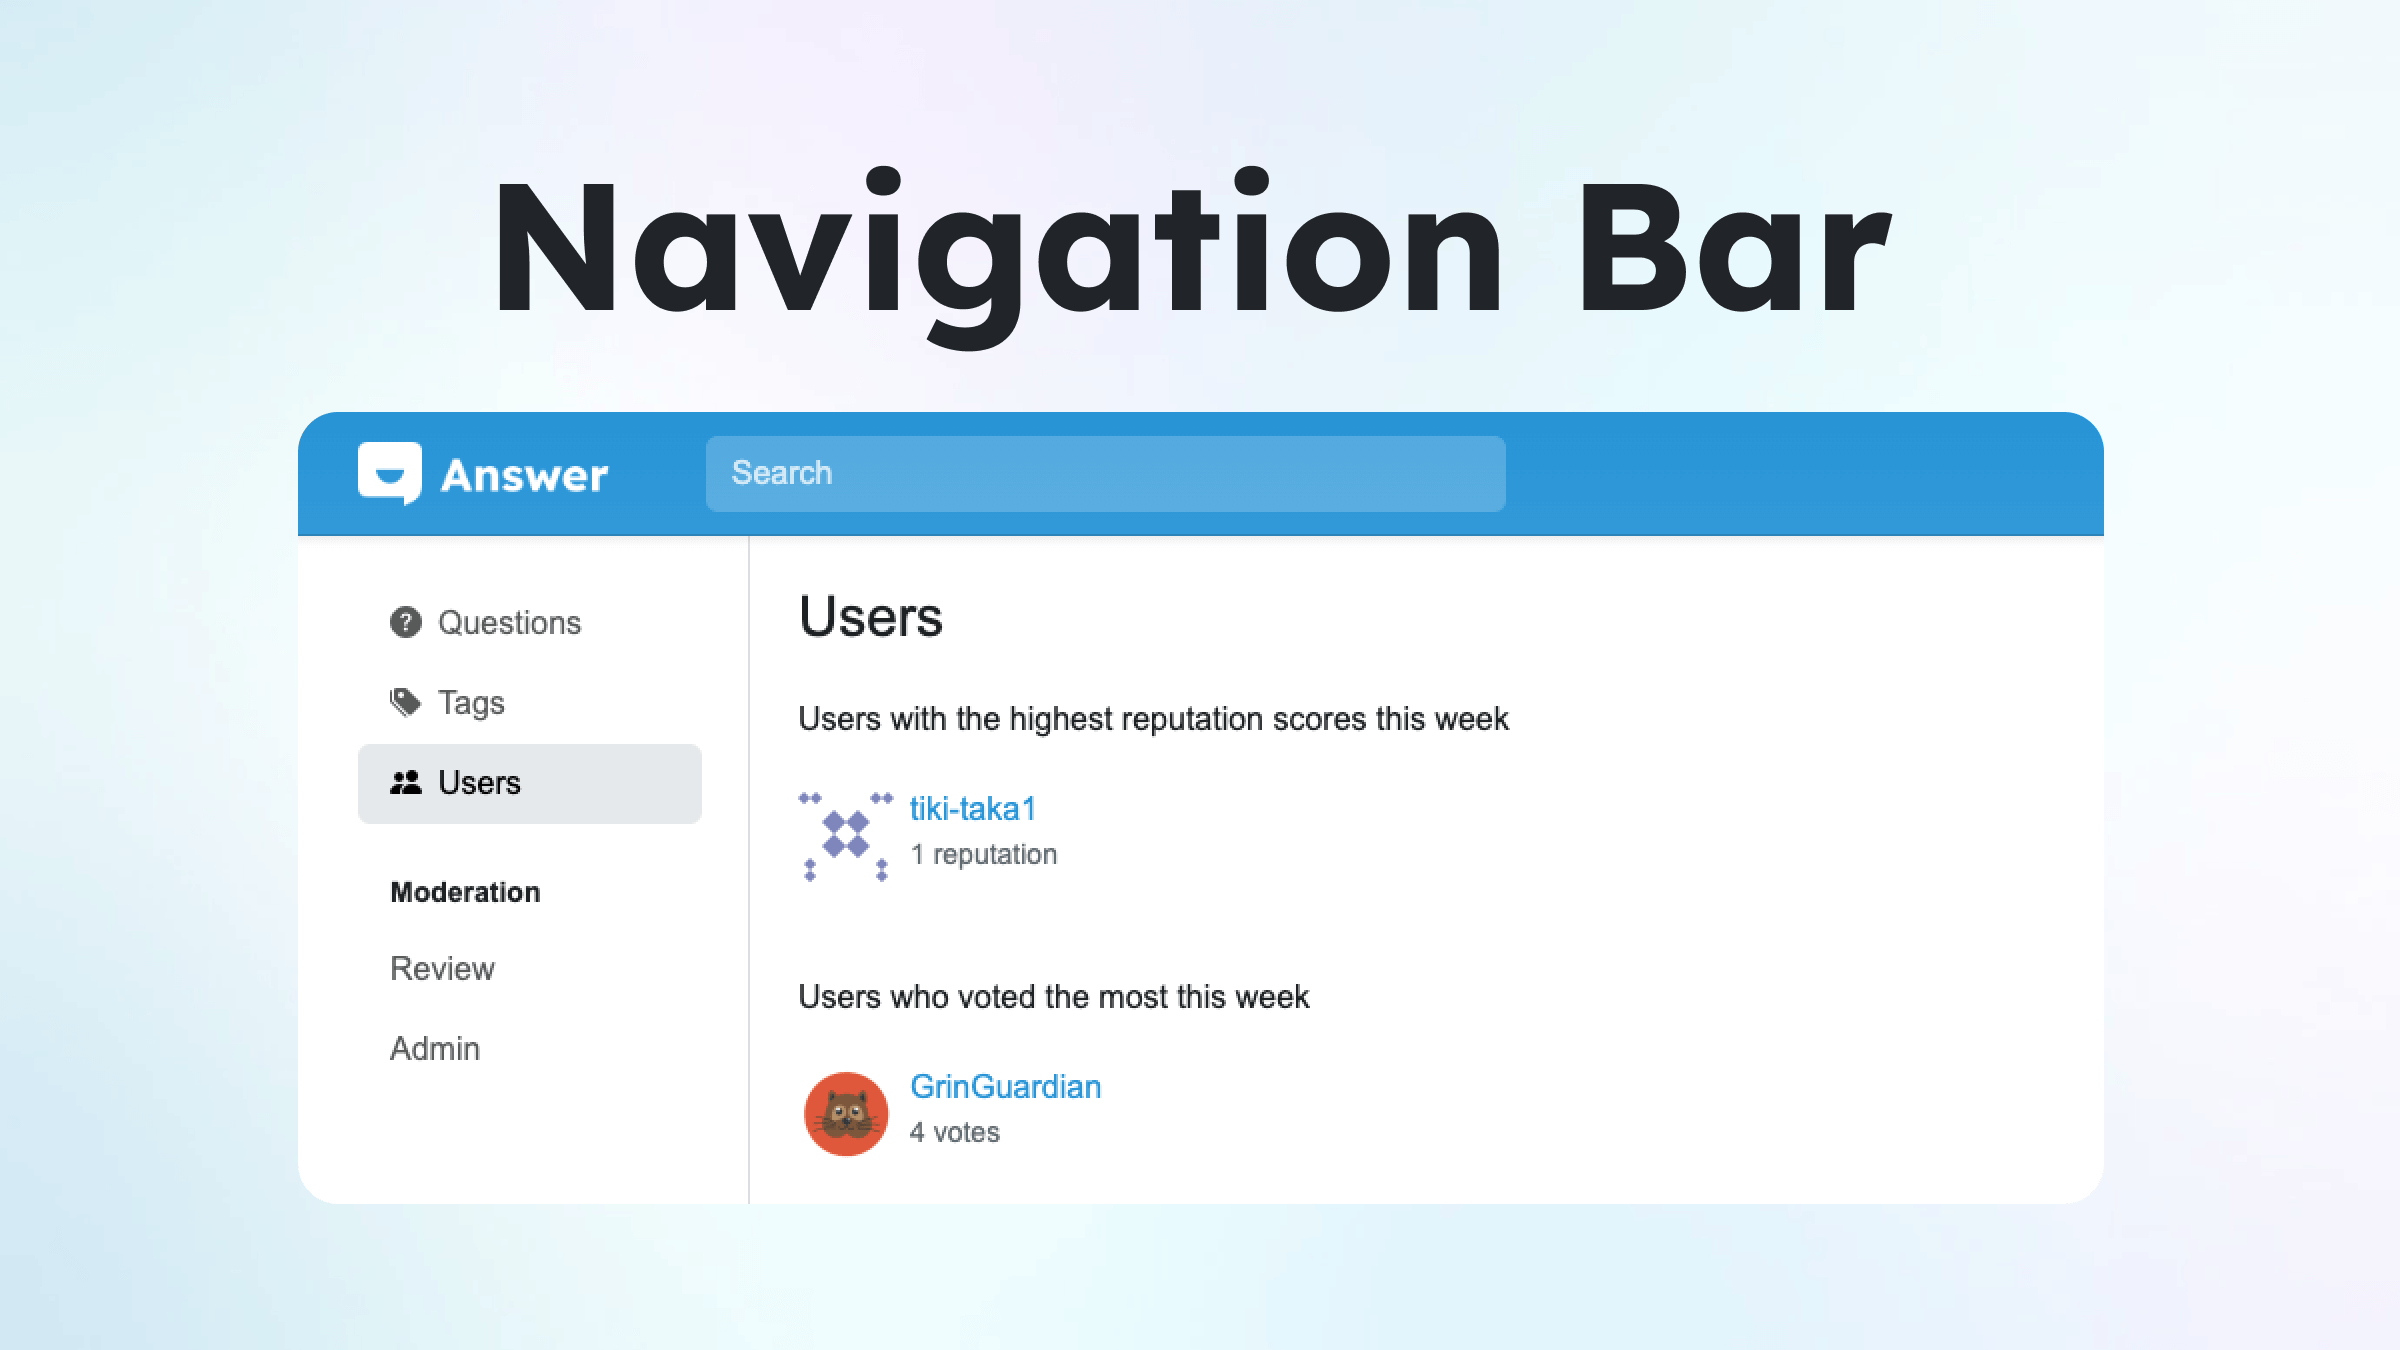 Navigation Bar
Answer
Search
Questions
Tags
Users
Moderation
Review
Admin
Users
Users with the highest reputation scores this week
tiki-taka1
1 reputation
Users who voted the most this week
GrinGuardian
4 votes